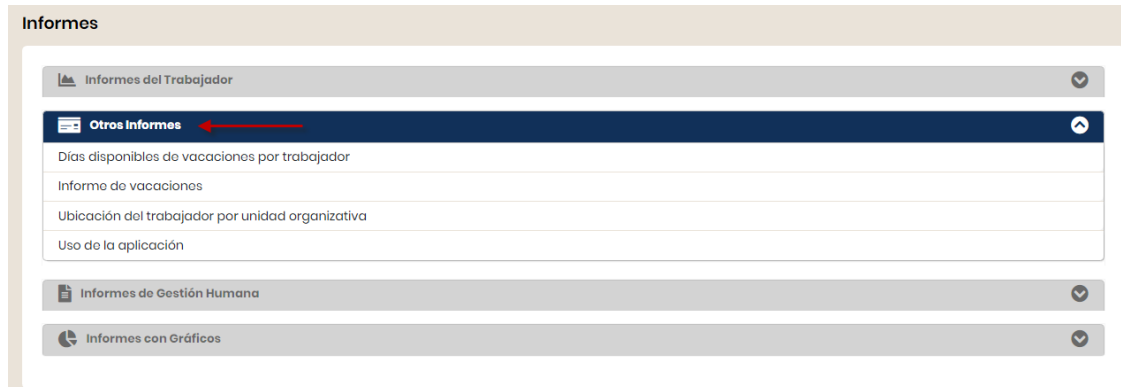 Informes
Informes del Trabajador
Otros Informes
Días disponibles de vacaciones por trabajador
Informe de vacaciones
Ubicación del trabajador por unidad organizativa
Uso de la aplicación
Informes de Gestión Humana
Informes con Gráficos